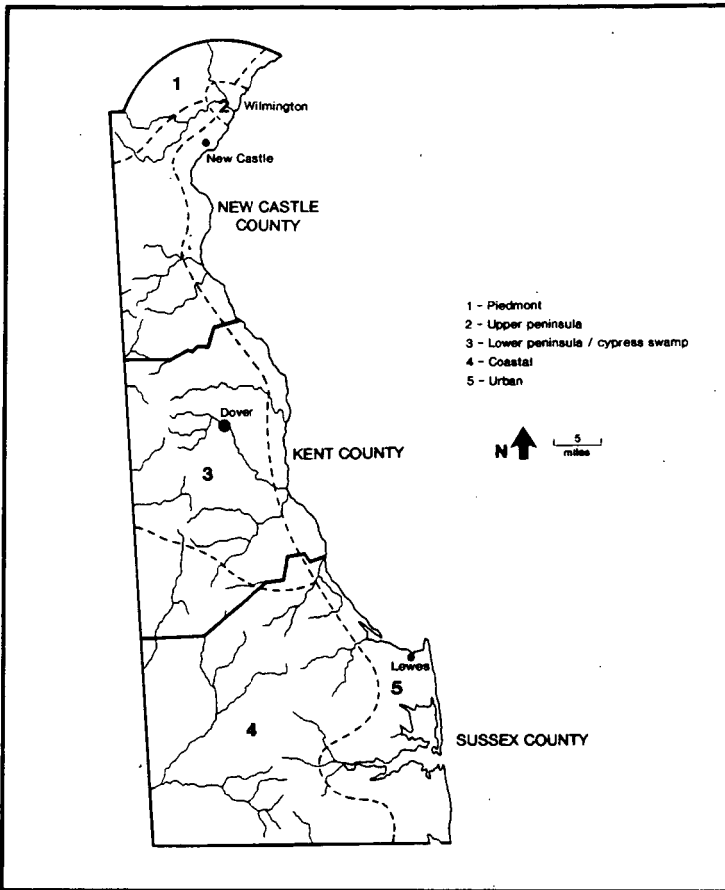 1
2
Wilmington
New Castle
NEW CASTLE
COUNTY
1 - Piedmont
2 - Upper peninsula
3 - Lower peninsula / cypress swamp
4 - Coastal
5 - Urban
Dover
N
5
miles
KENT COUNTY
3
Lewes
5
4
SUSSEX COUNTY